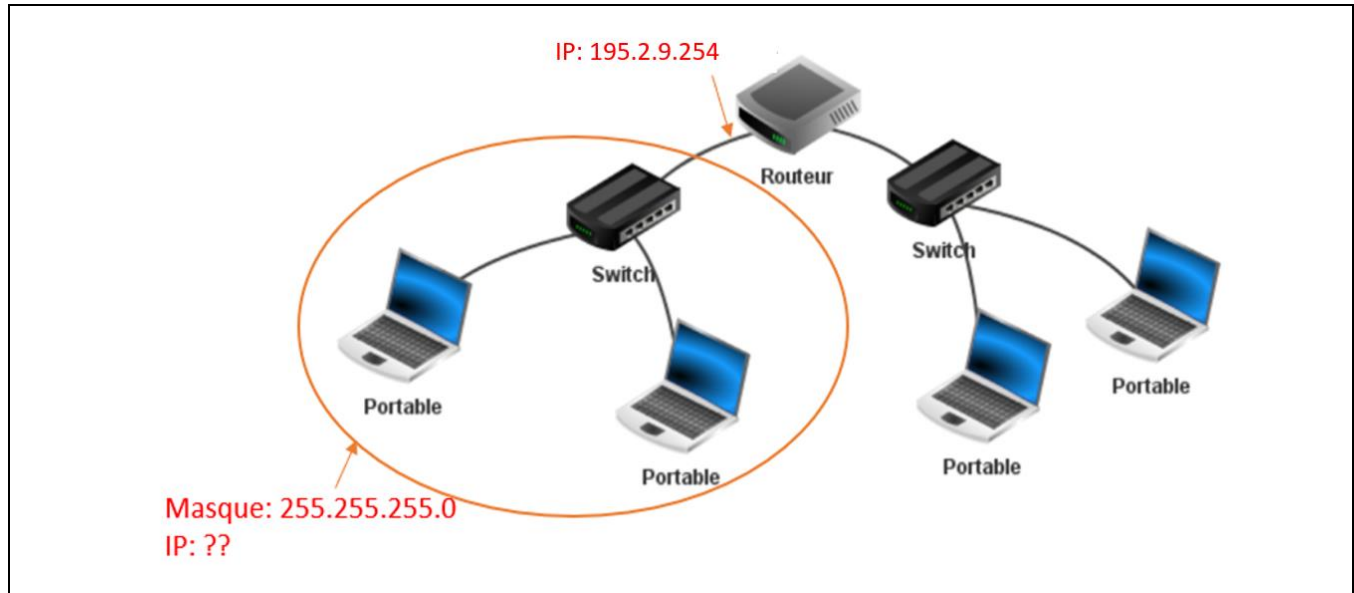 IP: 195.2.9.254
Routeur
Switch
Switch
Portable
Portable
Portable
Portable
Masque: 255.255.255.0
IP: ??